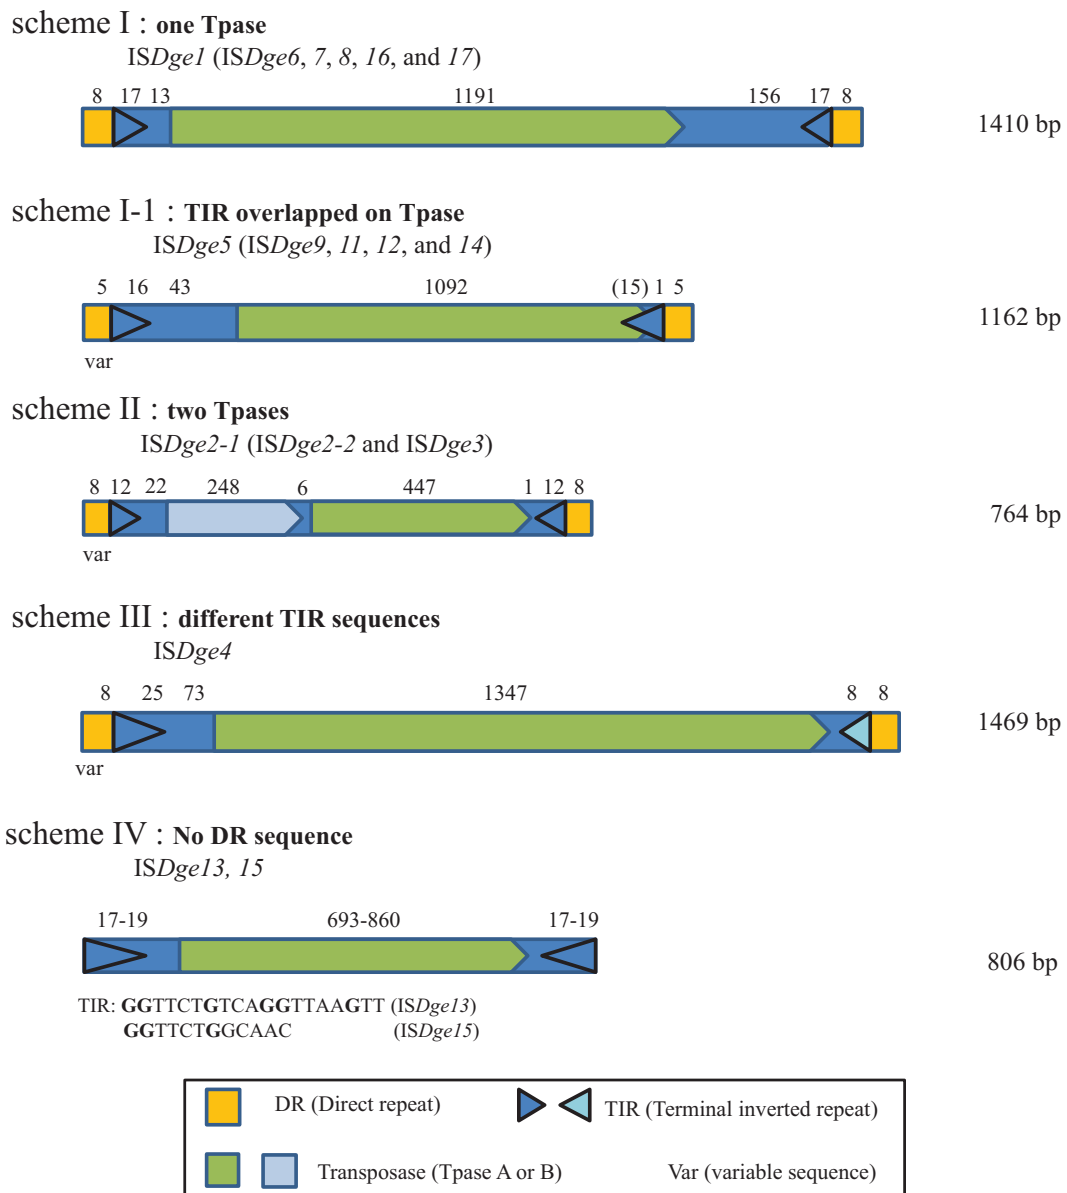 scheme I : one Tpase
ISDge1 (ISDge6, 7, 8, 16, and 17)
8 17 13 1191 156 17 8
1410 bp
scheme I-1 : TIR overlapped on Tpase
ISDge5 (ISDge9, 11, 12, and 14)
5 16 43 1092 (15) 1 5
1162 bp
var
scheme II : two Tpases
ISDge2-1 (ISDge2-2 and ISDge3)
8 12 22 248 6 447 1 12 8
764 bp
var
scheme III : different TIR sequences
ISDge4
8 25 73 1347 8 8
1469 bp
var
scheme IV : No DR sequence
ISDge13, 15
17-19 693-860 17-19
806 bp
TIR: GGTTCTGTCAGGTTAAGTT (ISDge13)
GGTTCTGGCAAC (ISDge15)
DR (Direct repeat) TIR (Terminal inverted repeat)
Transposase (Tpase A or B) Var (variable sequence)